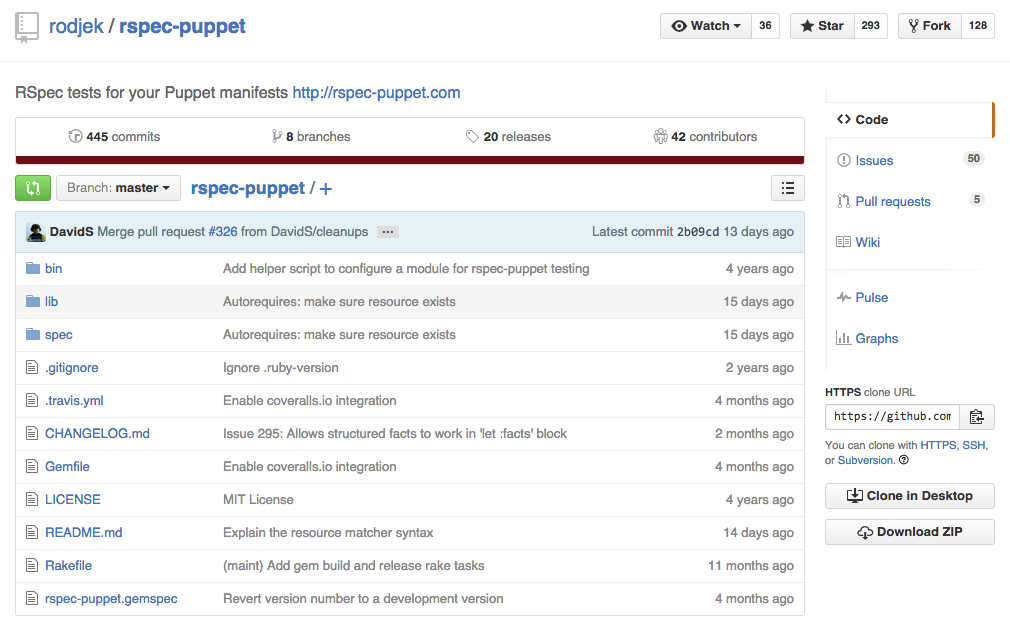 rodjek / rspec-puppet
Watch 36 Star 293 Fork 128
RSpec tests for your Puppet manifests http://rspec-puppet.com
445 commits 8 branches 20 releases 42 contributors
Branch: master rspec-puppet / +
DavidS Merge pull request #326 from DavidS/cleanups ... Latest commit 2b09cd 13 days ago
bin Add helper script to configure a module for rspec-puppet testing 4 years ago
lib Autorequires: make sure resource exists 15 days ago
spec Autorequires: make sure resource exists 15 days ago
.gitignore Ignore .ruby-version 2 years ago
.travis.yml Enable coveralls.io integration 4 months ago
CHANGELOG.md Issue 295: Allows structured facts to work in 'let :facts' block 2 months ago
Gemfile Enable coveralls.io integration 4 months ago
LICENSE MIT License 4 years ago
README.md Explain the resource matcher syntax 14 days ago
Rakefile (maint) Add gem build and release rake tasks 11 months ago
rspec-puppet.gemspec Revert version number to a development version 4 months ago
Code
Issues 50
Pull requests 5
Wiki
Pulse
Graphs
HTTPS clone URL
https://github.com
You can clone with HTTPS, SSH,
or Subversion.
Clone in Desktop
Download ZIP